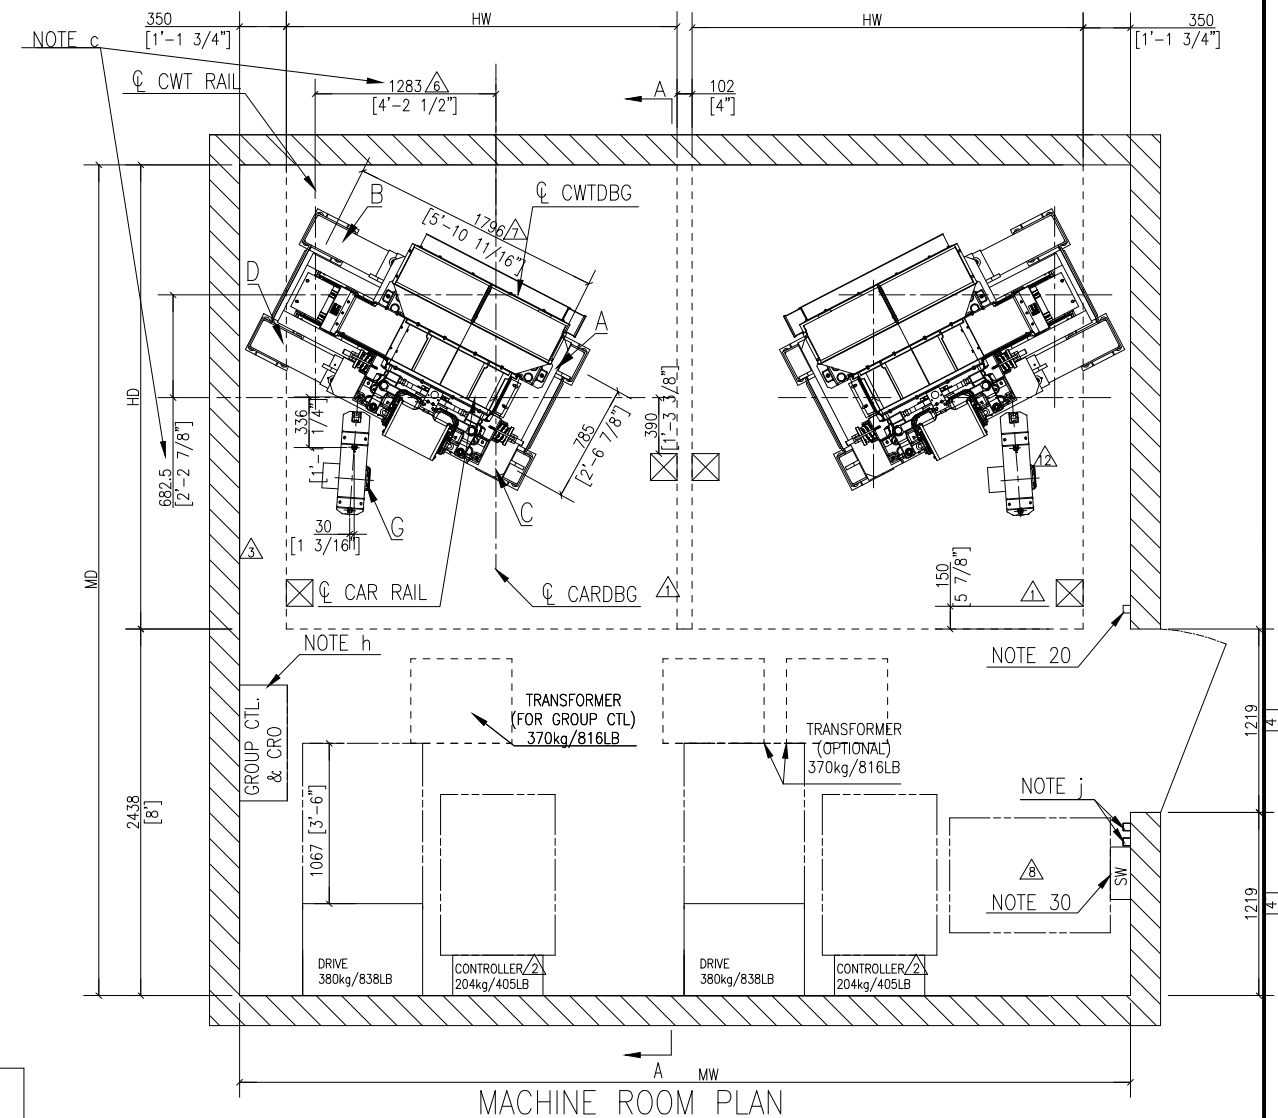 350
[1'-1 3/4"]
HW
HW
350
[1'-1 3/4"]
NOTE c
℄ CWT RAIL
1283 6
[4'-2 1/2"]
A
102
[4"]
B
℄ CWTDBG
1796 7
[5'-10 11/16"]
D
A
HD
336
[1'-1 1/4"]
390
[1'-3 3/8"]
785
[2'-6 7/8"]
682.5
[2'-2 7/8"]
12
C
G
30
[1 3/16"]
3
MD
150
[5 7/8"]
℄ CAR RAIL
℄ CARDBG
1
1
NOTE h
NOTE 20
GROUP CTL.
& CRO
TRANSFORMER
(FOR GROUP CTL)
370kg/816LB
TRANSFORMER
(OPTIONAL)
370kg/816LB
1219
[4
2438
[8']
1067 [3'-6"]
NOTE j
8
SW
NOTE 30
1219
[4
DRIVE
380kg/838LB
CONTROLLER 2
204kg/405LB
DRIVE
380kg/838LB
CONTROLLER 2
204kg/405LB
A
MW
MACHINE ROOM PLAN